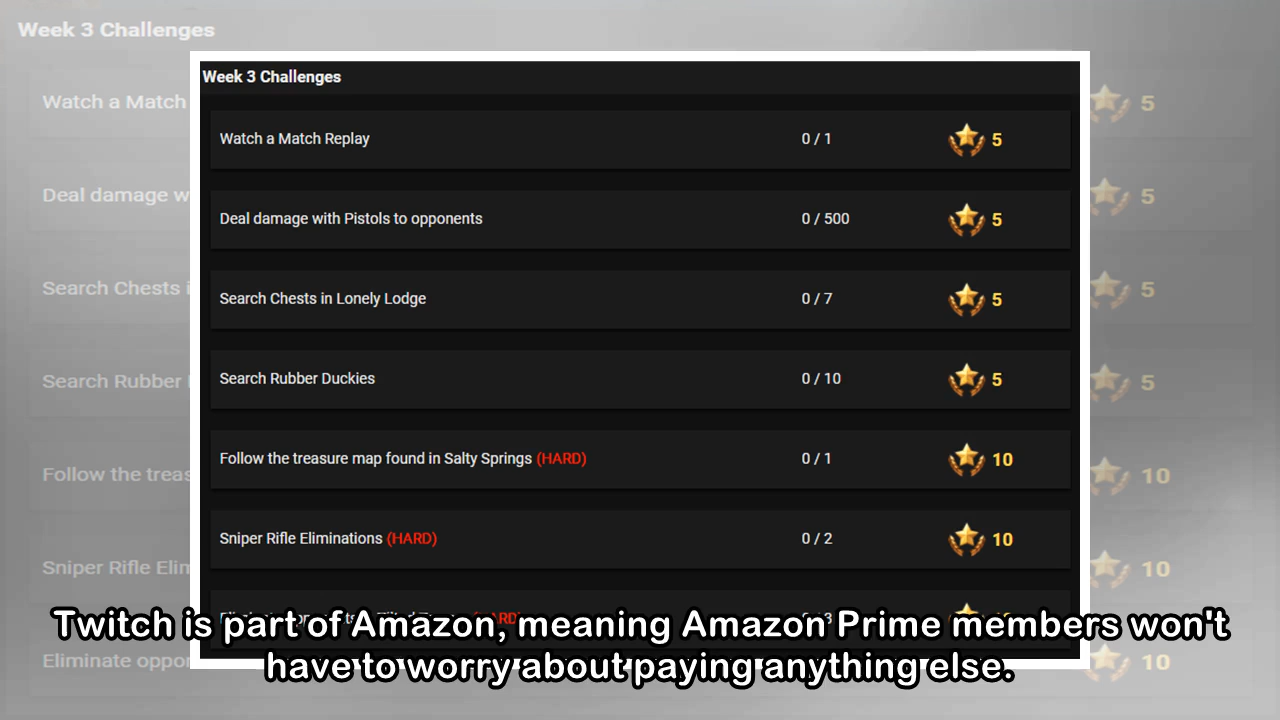 Week 3 Challenges
Week 3 Challenges
Watch a Match
Watch a Match Replay 0 / 1 5
5
Deal damage w
Deal damage with Pistols to opponents 0 / 500 5
5
Search Chests i
Search Chests in Lonely Lodge 0 / 7 5
5
Search Rubber
Search Rubber Duckies 0 / 10 5
5
Follow the treas
Follow the treasure map found in Salty Springs (HARD) 0 / 1 10
10
Sniper Rifle Elin
Sniper Rifle Eliminations (HARD) 0 / 2 10
10
Twitch is part of Amazon, meaning Amazon Prime members won't
have to worry about paying anything else.
Eliminate oppor
10